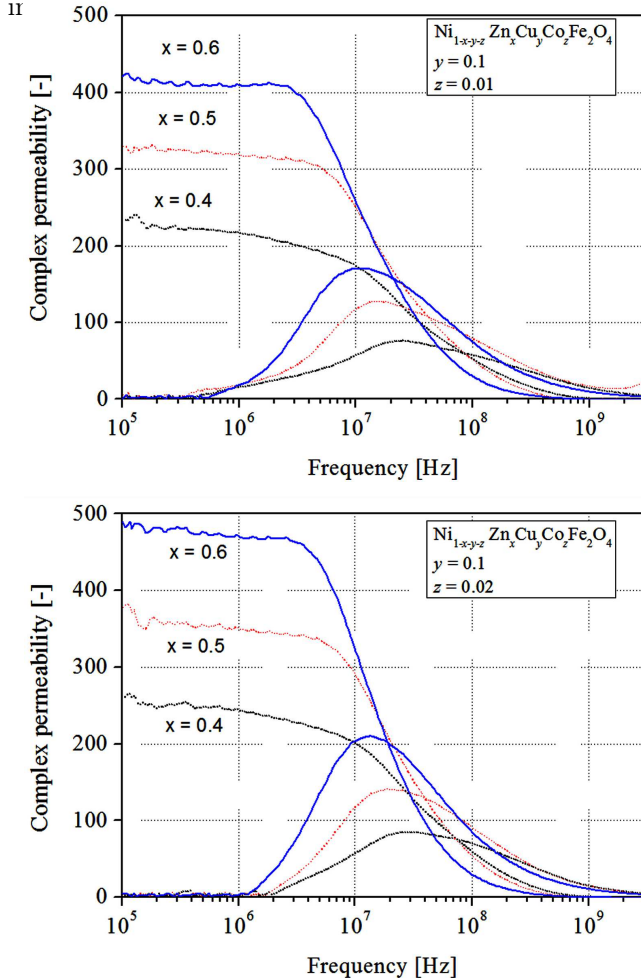 500
400
300
200
100
0
Complex permeability [-]
x = 0.6
x = 0.5
x = 0.4
Ni1-x-y-z ZnxCuyCozFe2O4
y = 0.1
z = 0.01
10^5 10^6 10^7 10^8 10^9
Frequency [Hz]
500
400
300
200
100
0
Complex permeability [-]
x = 0.6
x = 0.5
x = 0.4
Ni1-x-y-z ZnxCuyCozFe2O4
y = 0.1
z = 0.02
10^5 10^6 10^7 10^8 10^9
Frequency [Hz]